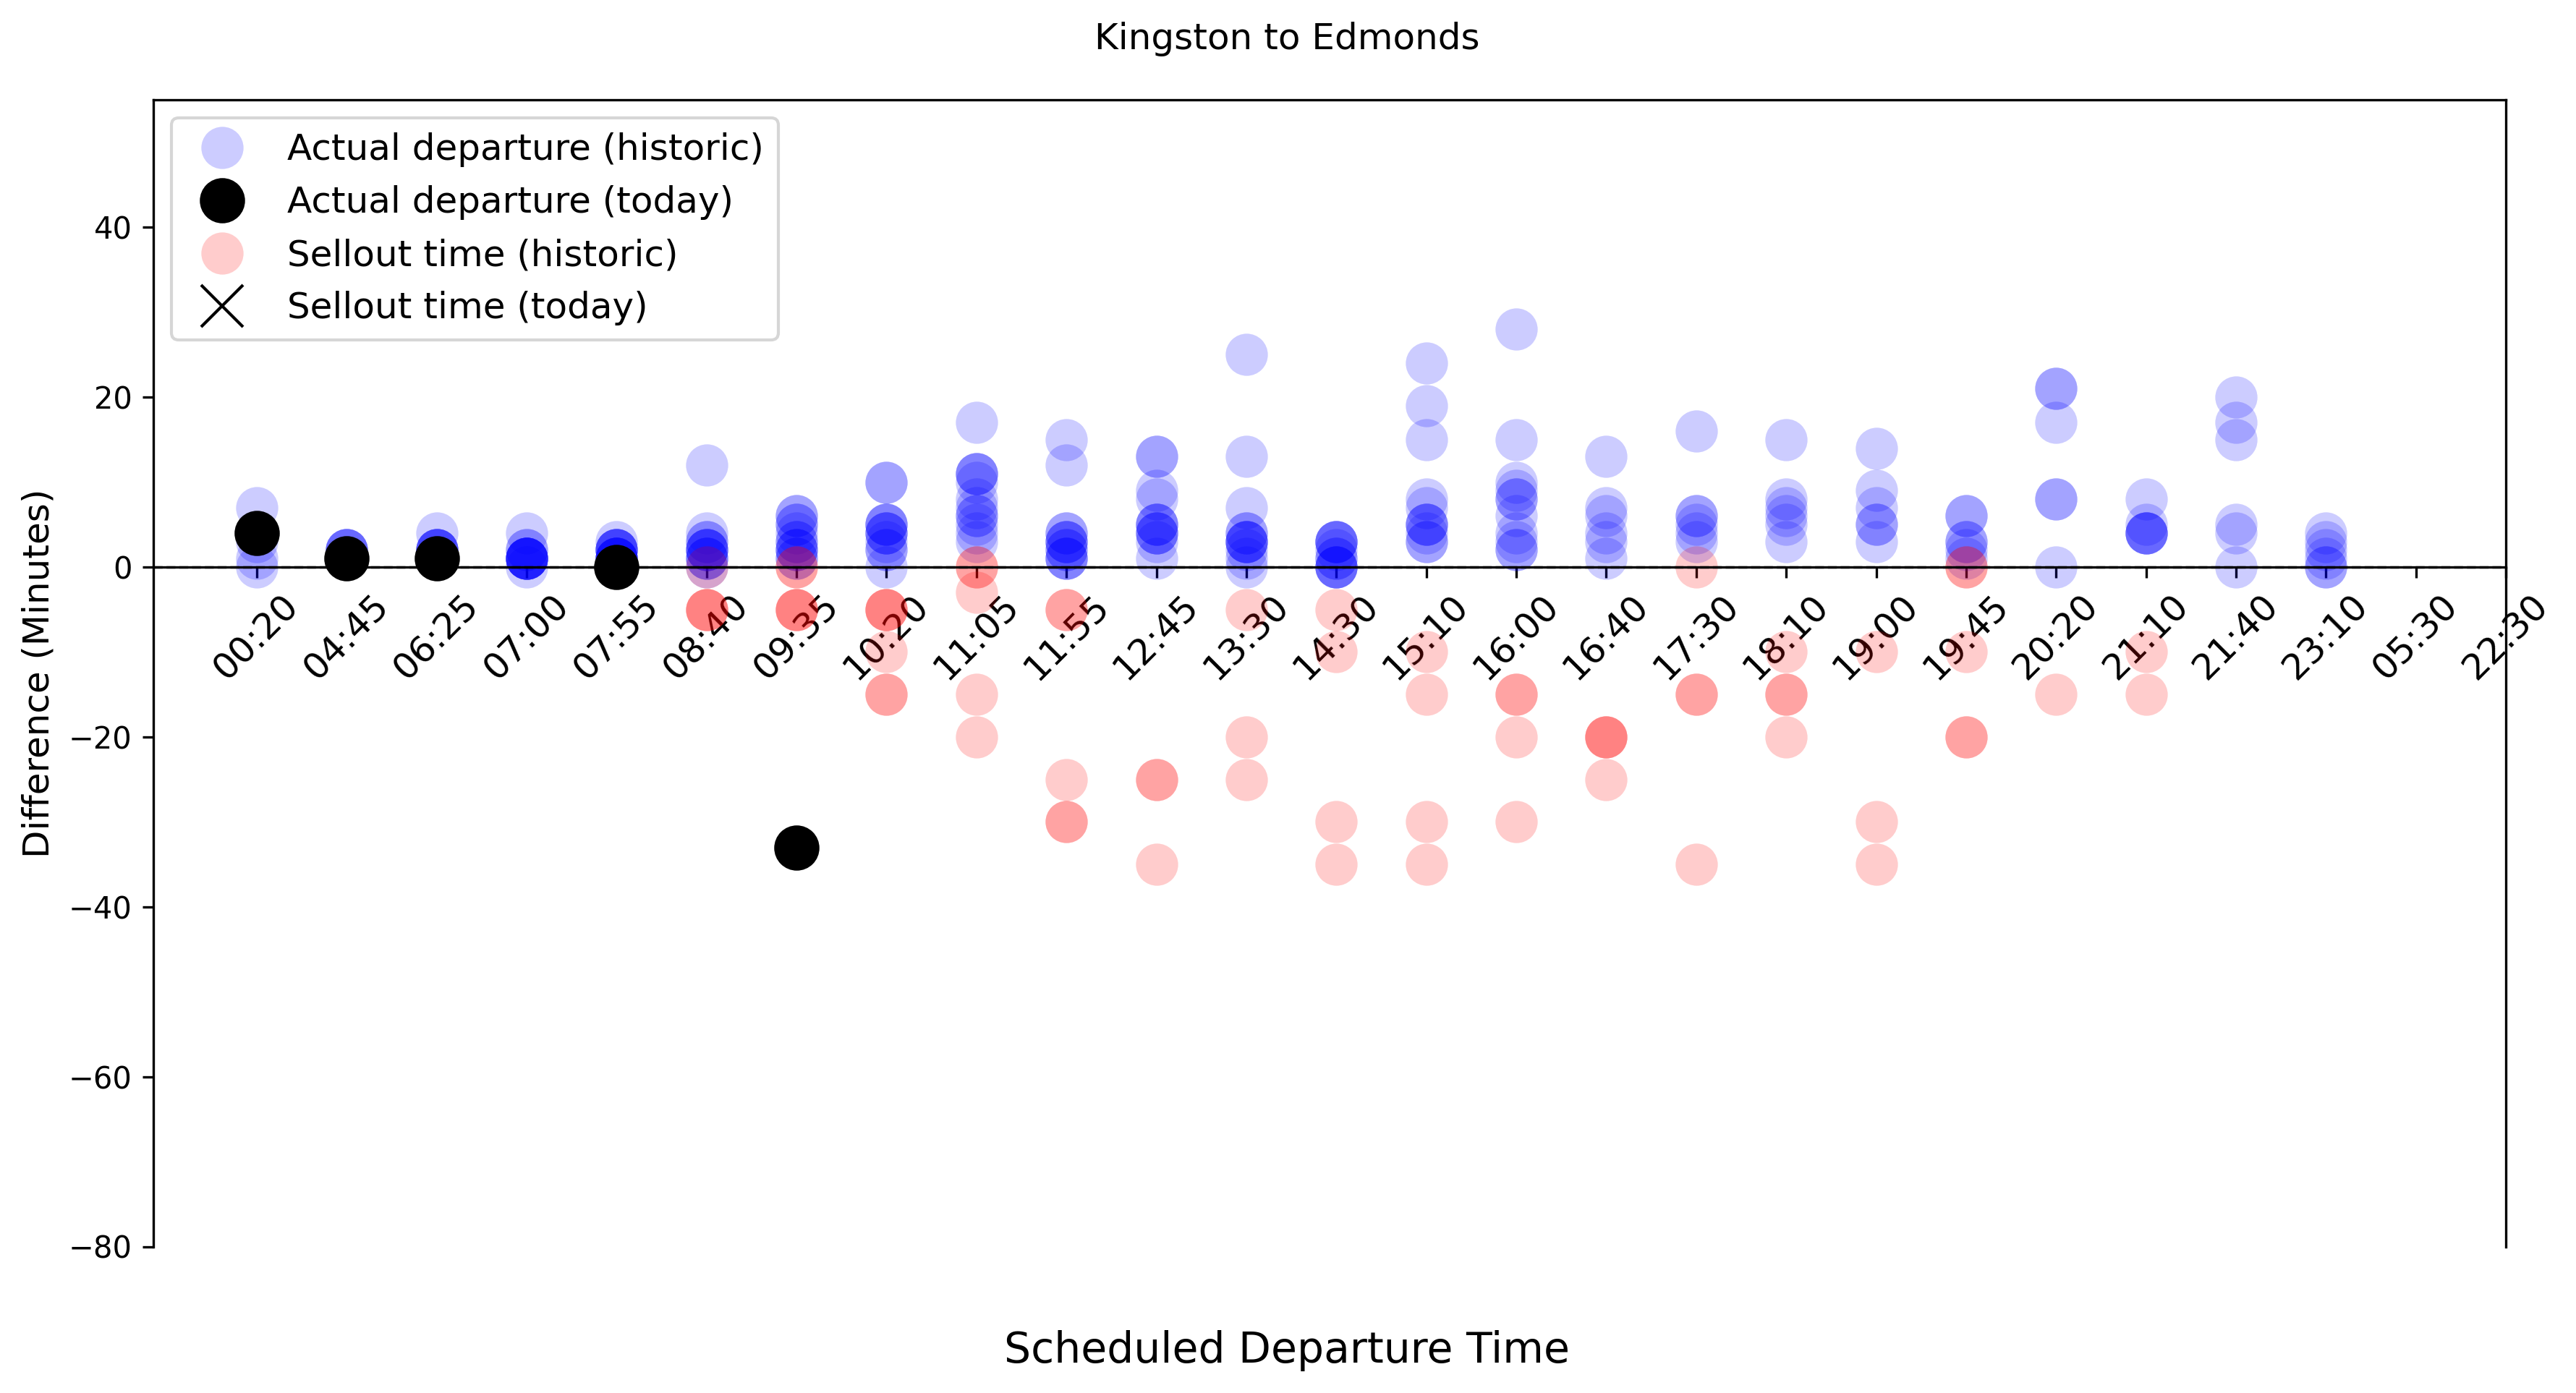 Kingston to Edmonds
Actual departure (historic)
Actual departure (today)
Sellout time (historic)
Sellout time (today)
Difference (Minutes)
40
20
0
−20
−40
−60
−80
00:20 04:45 06:25 07:00 07:55 08:40 09:35 10:20 11:05 11:55 12:45 13:30 14:30 15:10 16:00 16:40 17:30 18:10 19:00 19:45 20:20 21:10 21:40 23:10 05:30 22:30
Scheduled Departure Time